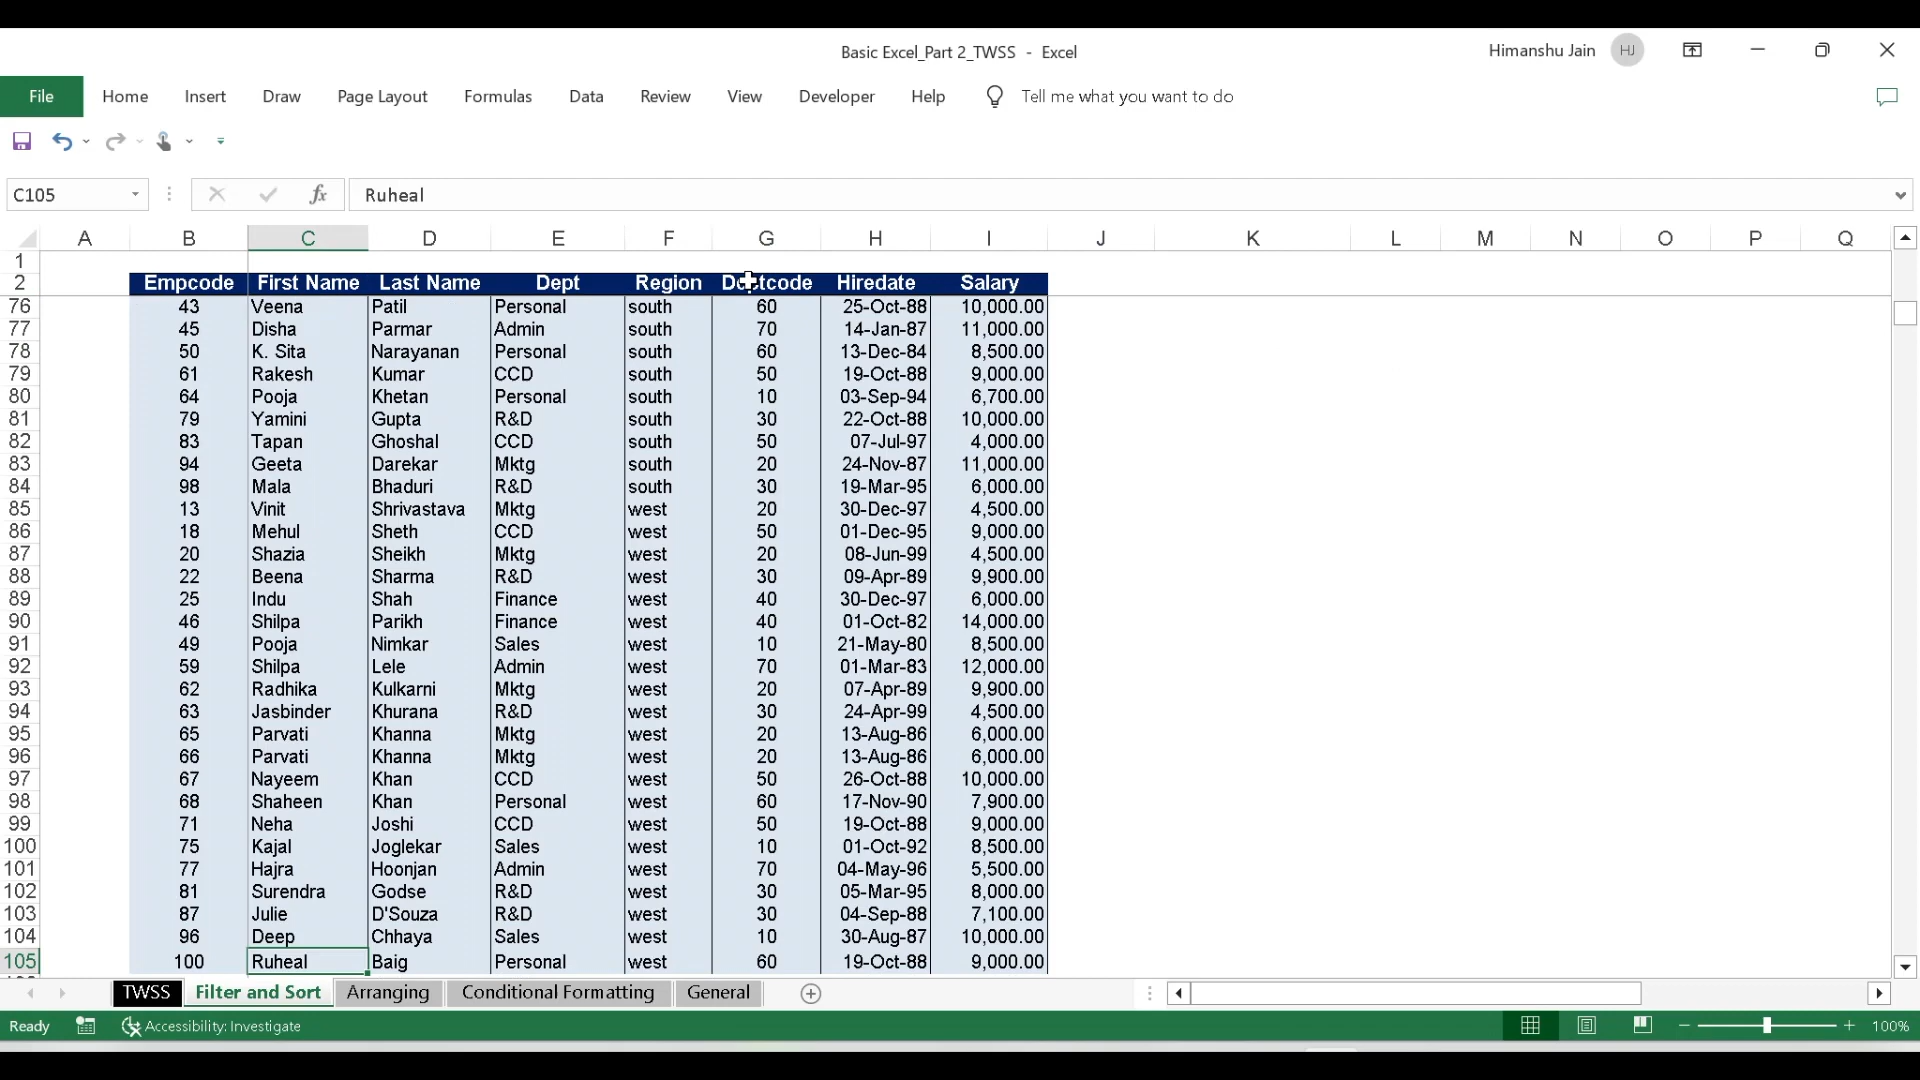 Basic Excel_Part 2_TWSS - Excel
Himanshu Jain HJ
File Home Insert Draw Page Layout Formulas Data Review View Developer Help Tell me what you want to do
C105 fx Ruheal
A B C D E F G H I J K L M N O P Q
1
2 Empcode First Name Last Name Dept Region Deptcode Hiredate Salary
76 43 Veena Patil Personal south 60 25-Oct-88 10,000.00
77 45 Disha Parmar Admin south 70 14-Jan-87 11,000.00
78 50 K. Sita Narayanan Personal south 60 13-Dec-84 8,500.00
79 61 Rakesh Kumar CCD south 50 19-Oct-88 9,000.00
80 64 Pooja Khetan Personal south 10 03-Sep-94 6,700.00
81 79 Yamini Gupta R&D south 30 22-Oct-88 10,000.00
82 83 Tapan Ghoshal CCD south 50 07-Jul-97 4,000.00
83 94 Geeta Darekar Mktg south 20 24-Nov-87 11,000.00
84 98 Mala Bhaduri R&D south 30 19-Mar-95 6,000.00
85 13 Vinit Shrivastava Mktg west 20 30-Dec-97 4,500.00
86 18 Mehul Sheth CCD west 50 01-Dec-95 9,000.00
87 20 Shazia Sheikh Mktg west 20 08-Jun-99 4,500.00
88 22 Beena Sharma R&D west 30 09-Apr-89 9,900.00
89 25 Indu Shah Finance west 40 30-Dec-97 6,000.00
90 46 Shilpa Parikh Finance west 40 01-Oct-82 14,000.00
91 49 Pooja Nimkar Sales west 10 21-May-80 8,500.00
92 59 Shilpa Lele Admin west 70 01-Mar-83 12,000.00
93 62 Radhika Kulkarni Mktg west 20 07-Apr-89 9,900.00
94 63 Jasbinder Khurana R&D west 30 24-Apr-99 4,500.00
95 65 Parvati Khanna Mktg west 20 13-Aug-86 6,000.00
96 66 Parvati Khanna Mktg west 20 13-Aug-86 6,000.00
97 67 Nayeem Khan CCD west 50 26-Oct-88 10,000.00
98 68 Shaheen Khan Personal west 60 17-Nov-90 7,900.00
99 71 Neha Joshi CCD west 50 19-Oct-88 9,000.00
100 75 Kajal Joglekar Sales west 10 01-Oct-92 8,500.00
101 77 Hajra Hoonjan Admin west 70 04-May-96 5,500.00
102 81 Surendra Godse R&D west 30 05-Mar-95 8,000.00
103 87 Julie D'Souza R&D west 30 04-Sep-88 7,100.00
104 96 Deep Chhaya Sales west 10 30-Aug-87 10,000.00
105 100 Ruheal Baig Personal west 60 19-Oct-88 9,000.00
TWSS Filter and Sort Arranging Conditional Formatting General
Ready Accessibility: Investigate 100%